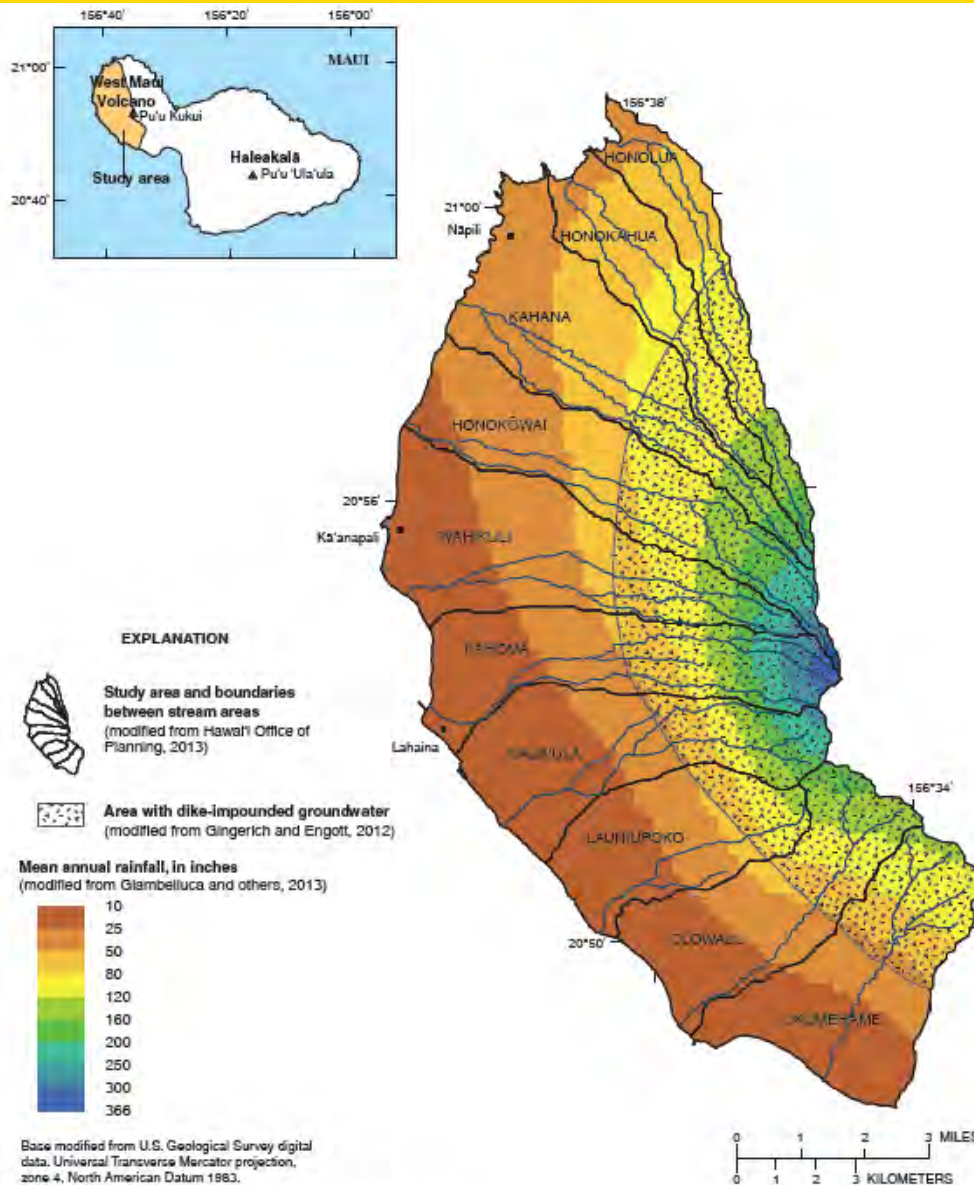 156°40'
156°20'
156°00'
21°00'
20°40'
MAUI
West Maui
Volcano
Pu'u Kukui
Haleakalā
Pu'u 'Ula'ula
Study area
156°38'
HONOLUA
21°00'
Nāpili
HONOKAHUA
KAHANA
HONOKŌWAI
20°56'
Kā'anapali
WAHIKULI
KAHOMA
Lahaina
KAUAULA
156°34'
LAUNIUPOKO
20°50'
OLOWALU
UKUMEHAME
EXPLANATION
Study area and boundaries
between stream areas
(modified from Hawai'i Office of
Planning, 2013)
Area with dike-impounded groundwater
(modified from Gingerich and Engott, 2012)
Mean annual rainfall, in inches
(modified from Giambelluca and others, 2013)
10
25
50
80
120
160
200
250
300
366
Base modified from U.S. Geological Survey digital
data. Universal Transverse Mercator projection,
zone 4, North American Datum 1983.
0 1 2 3 MILES
0 1 2 3 KILOMETERS